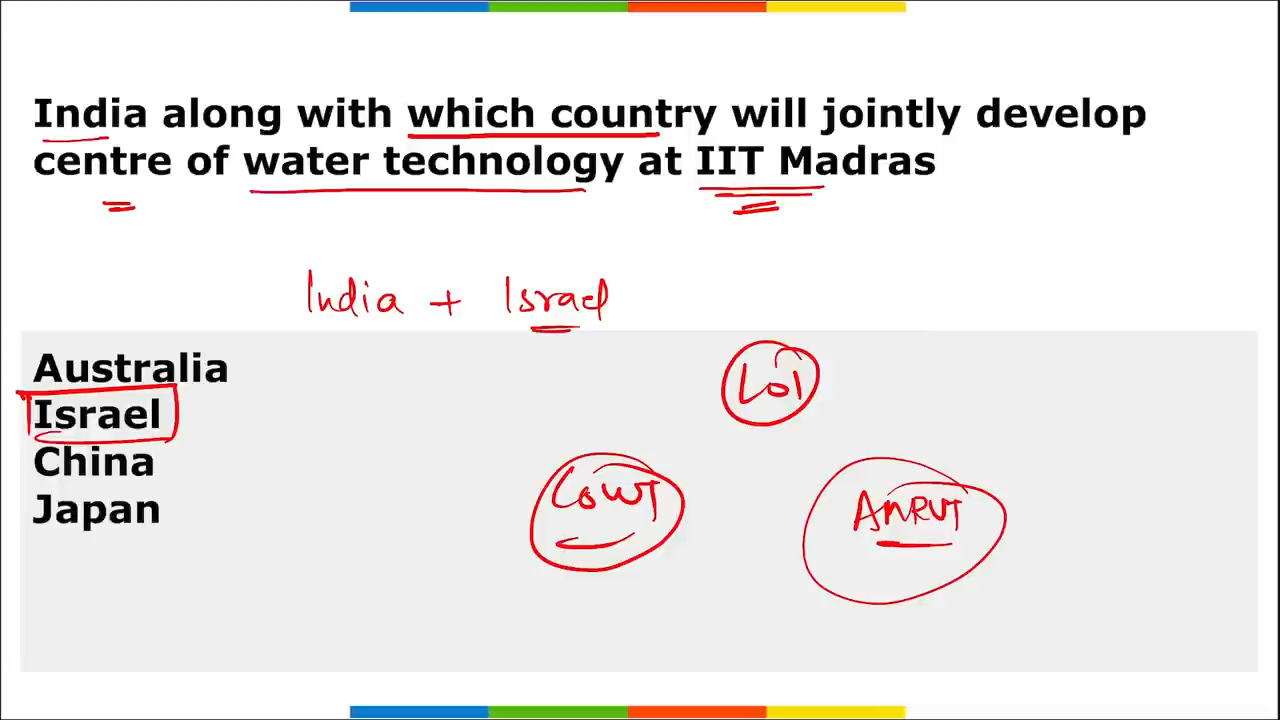 India along with which country will jointly develop
centre of water technology at IIT Madras
India + Israel
Australia
LoI
Israel
China
CoWT
Japan
AMRUT